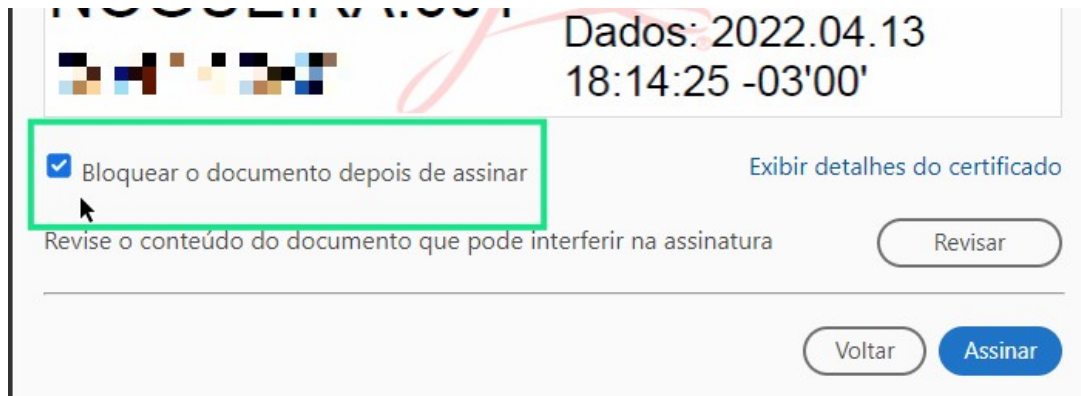 Dados: 2022.04.13
18:14:25 -03'00'
Bloquear o documento depois de assinar
Exibir detalhes do certificado
Revise o conteúdo do documento que pode interferir na assinatura
Revisar
Voltar
Assinar